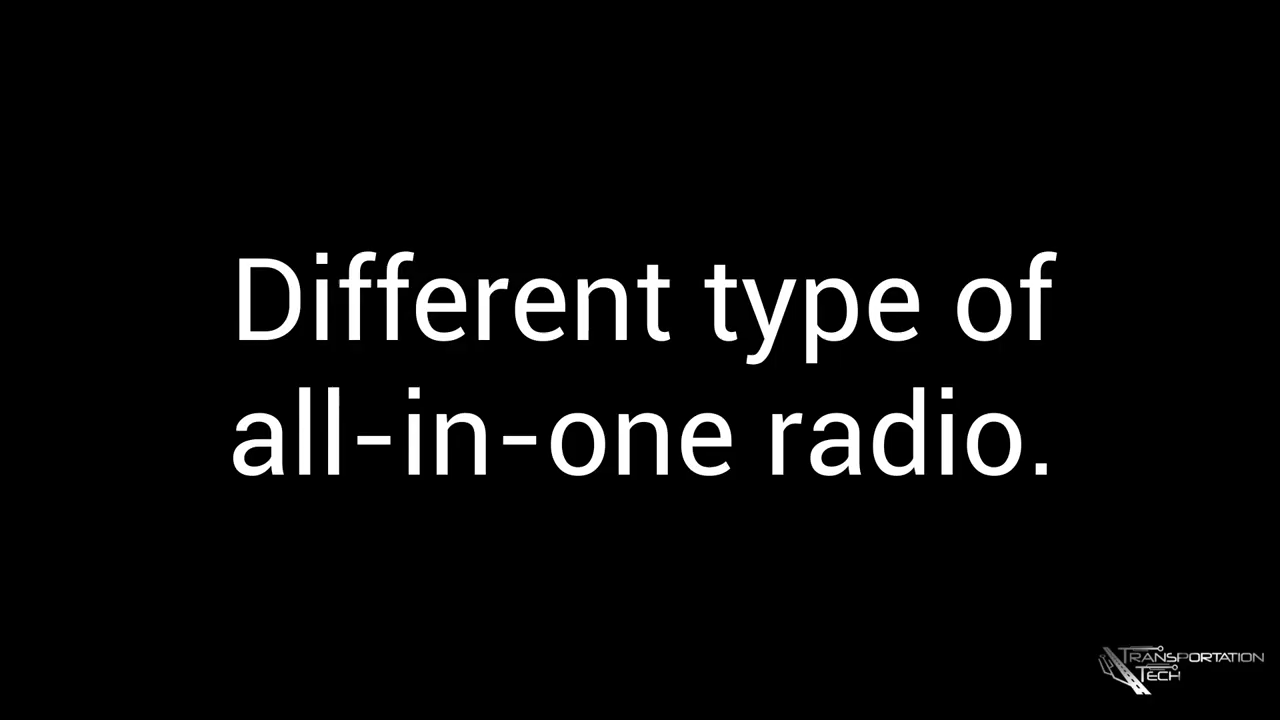 Different type of
all-in-one radio.
TRANSPORTATION
TECH